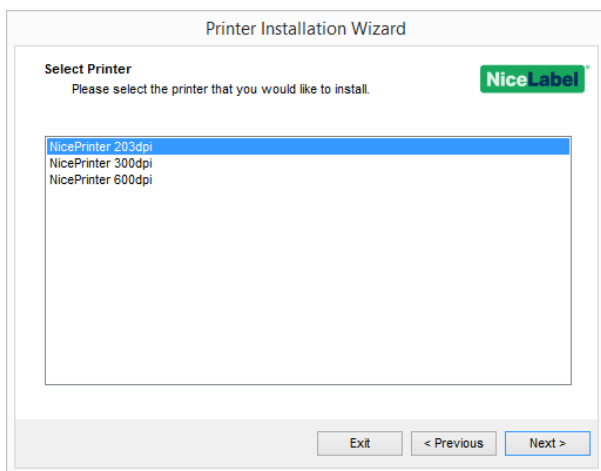 Printer Installation Wizard
Select Printer
Please select the printer that you would like to install.
NiceLabel
NicePrinter 203dpi
NicePrinter 300dpi
NicePrinter 600dpi
Exit
< Previous
Next >